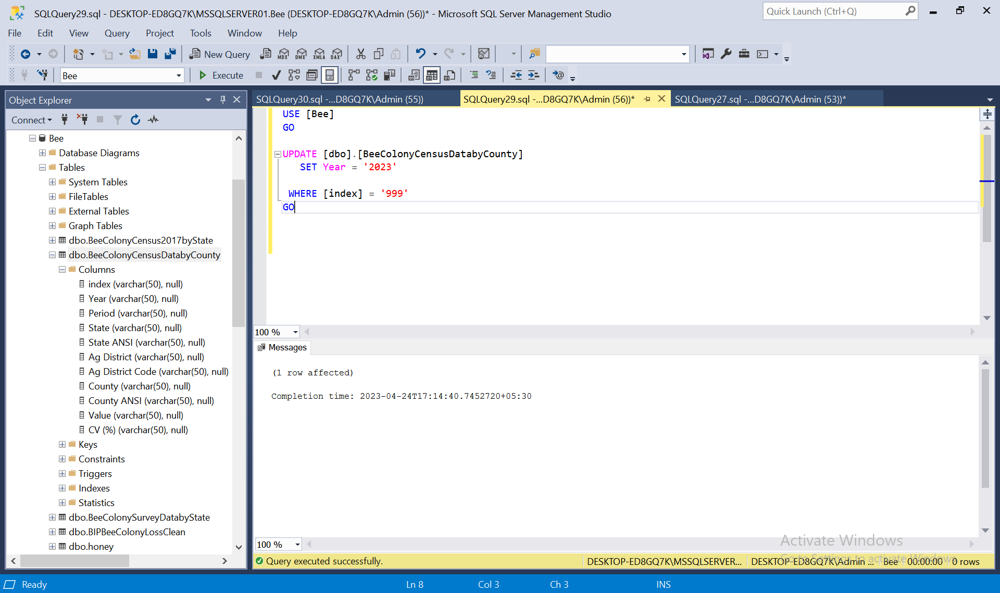 SQLQuery29.sql - DESKTOP-ED8GQ7K\MSSQLSERVER01.Bee (DESKTOP-ED8GQ7K\Admin (56))* - Microsoft SQL Server Management Studio
Quick Launch (Ctrl+Q)
File Edit View Query Project Tools Window Help
New Query MDX DMX XMLA DAX
Bee Execute
Object Explorer
SQLQuery30.sql -...D8GQ7K\Admin (55)) SQLQuery29.sql -...D8GQ7K\Admin (56))* SQLQuery27.sql -...D8GQ7K\Admin (53))*
Connect
Bee
Database Diagrams
Tables
System Tables
FileTables
External Tables
Graph Tables
dbo.BeeColonyCensus2017byState
dbo.BeeColonyCensusDatabyCounty
Columns
index (varchar(50), null)
Year (varchar(50), null)
Period (varchar(50), null)
State (varchar(50), null)
State ANSI (varchar(50), null)
Ag District (varchar(50), null)
Ag District Code (varchar(50), null)
County (varchar(50), null)
County ANSI (varchar(50), null)
Value (varchar(50), null)
CV (%) (varchar(50), null)
Keys
Constraints
Triggers
Indexes
Statistics
dbo.BeeColonySurveyDatabyState
dbo.BIPBeeColonyLossClean
dbo.honey
USE [Bee]
GO
UPDATE [dbo].[BeeColonyCensusDatabyCounty]
SET Year = '2023'
WHERE [index] = '999'
GO
100 %
Messages
(1 row affected)
Completion time: 2023-04-24T17:14:40.7452720+05:30
100 %
Activate Windows
Go to Settings to activate Windows.
Query executed successfully. DESKTOP-ED8GQ7K\MSSQLSERVER... DESKTOP-ED8GQ7K\Admin ... Bee 00:00:00 0 rows
Ready Ln 8 Col 3 Ch 3 INS